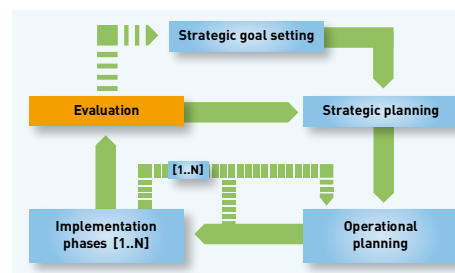 Strategic goal setting
Evaluation
Strategic planning
[1..N]
Implementation
phases [1..N]
Operational
planning